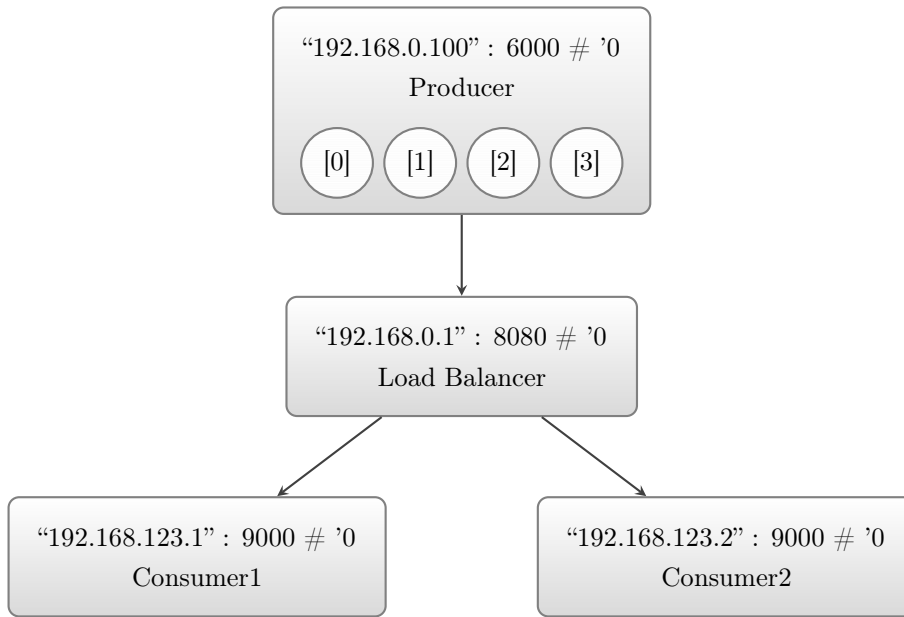 “192.168.0.100” : 6000 # ’0
Producer
[0] [1] [2] [3]
“192.168.0.1” : 8080 # ’0
Load Balancer
“192.168.123.1” : 9000 # ’0
Consumer1
“192.168.123.2” : 9000 # ’0
Consumer2